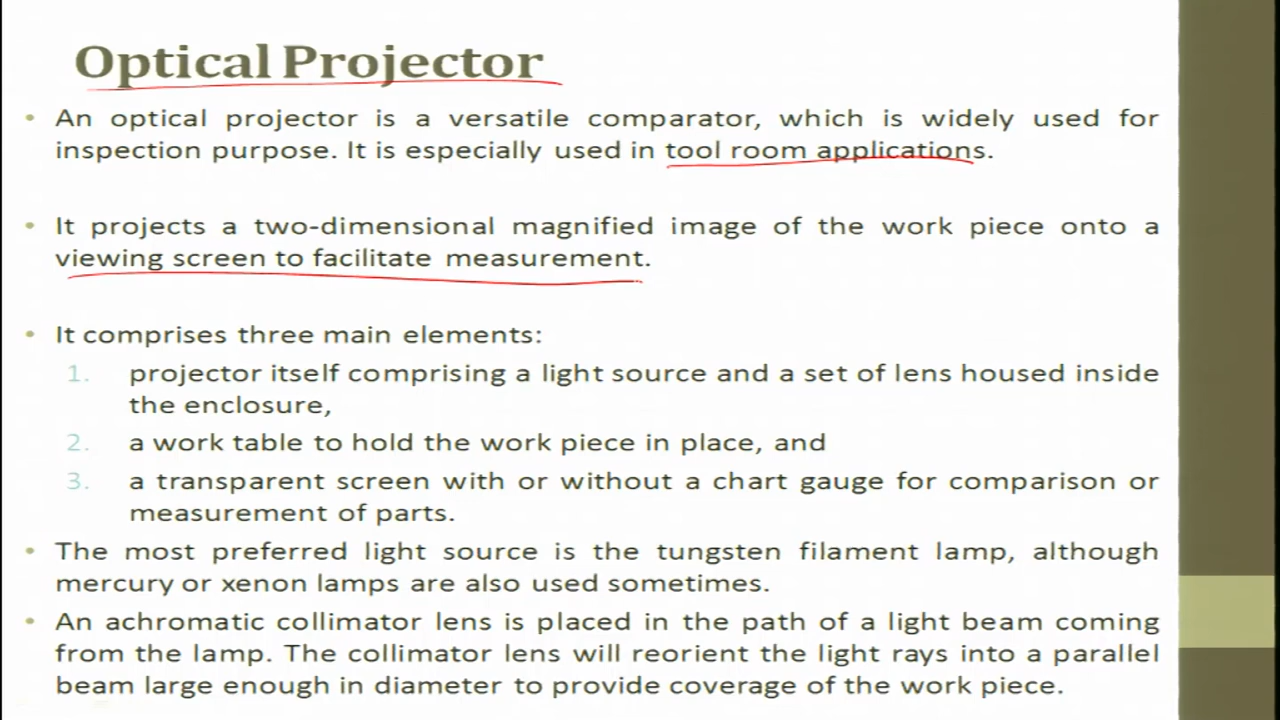 Optical Projector
• An optical projector is a versatile comparator, which is widely used for
inspection purpose. It is especially used in tool room applications.
• It projects a two-dimensional magnified image of the work piece onto a
viewing screen to facilitate measurement.
• It comprises three main elements:
1. projector itself comprising a light source and a set of lens housed inside
the enclosure,
2. a work table to hold the work piece in place, and
3. a transparent screen with or without a chart gauge for comparison or
measurement of parts.
• The most preferred light source is the tungsten filament lamp, although
mercury or xenon lamps are also used sometimes.
• An achromatic collimator lens is placed in the path of a light beam coming
from the lamp. The collimator lens will reorient the light rays into a parallel
beam large enough in diameter to provide coverage of the work piece.